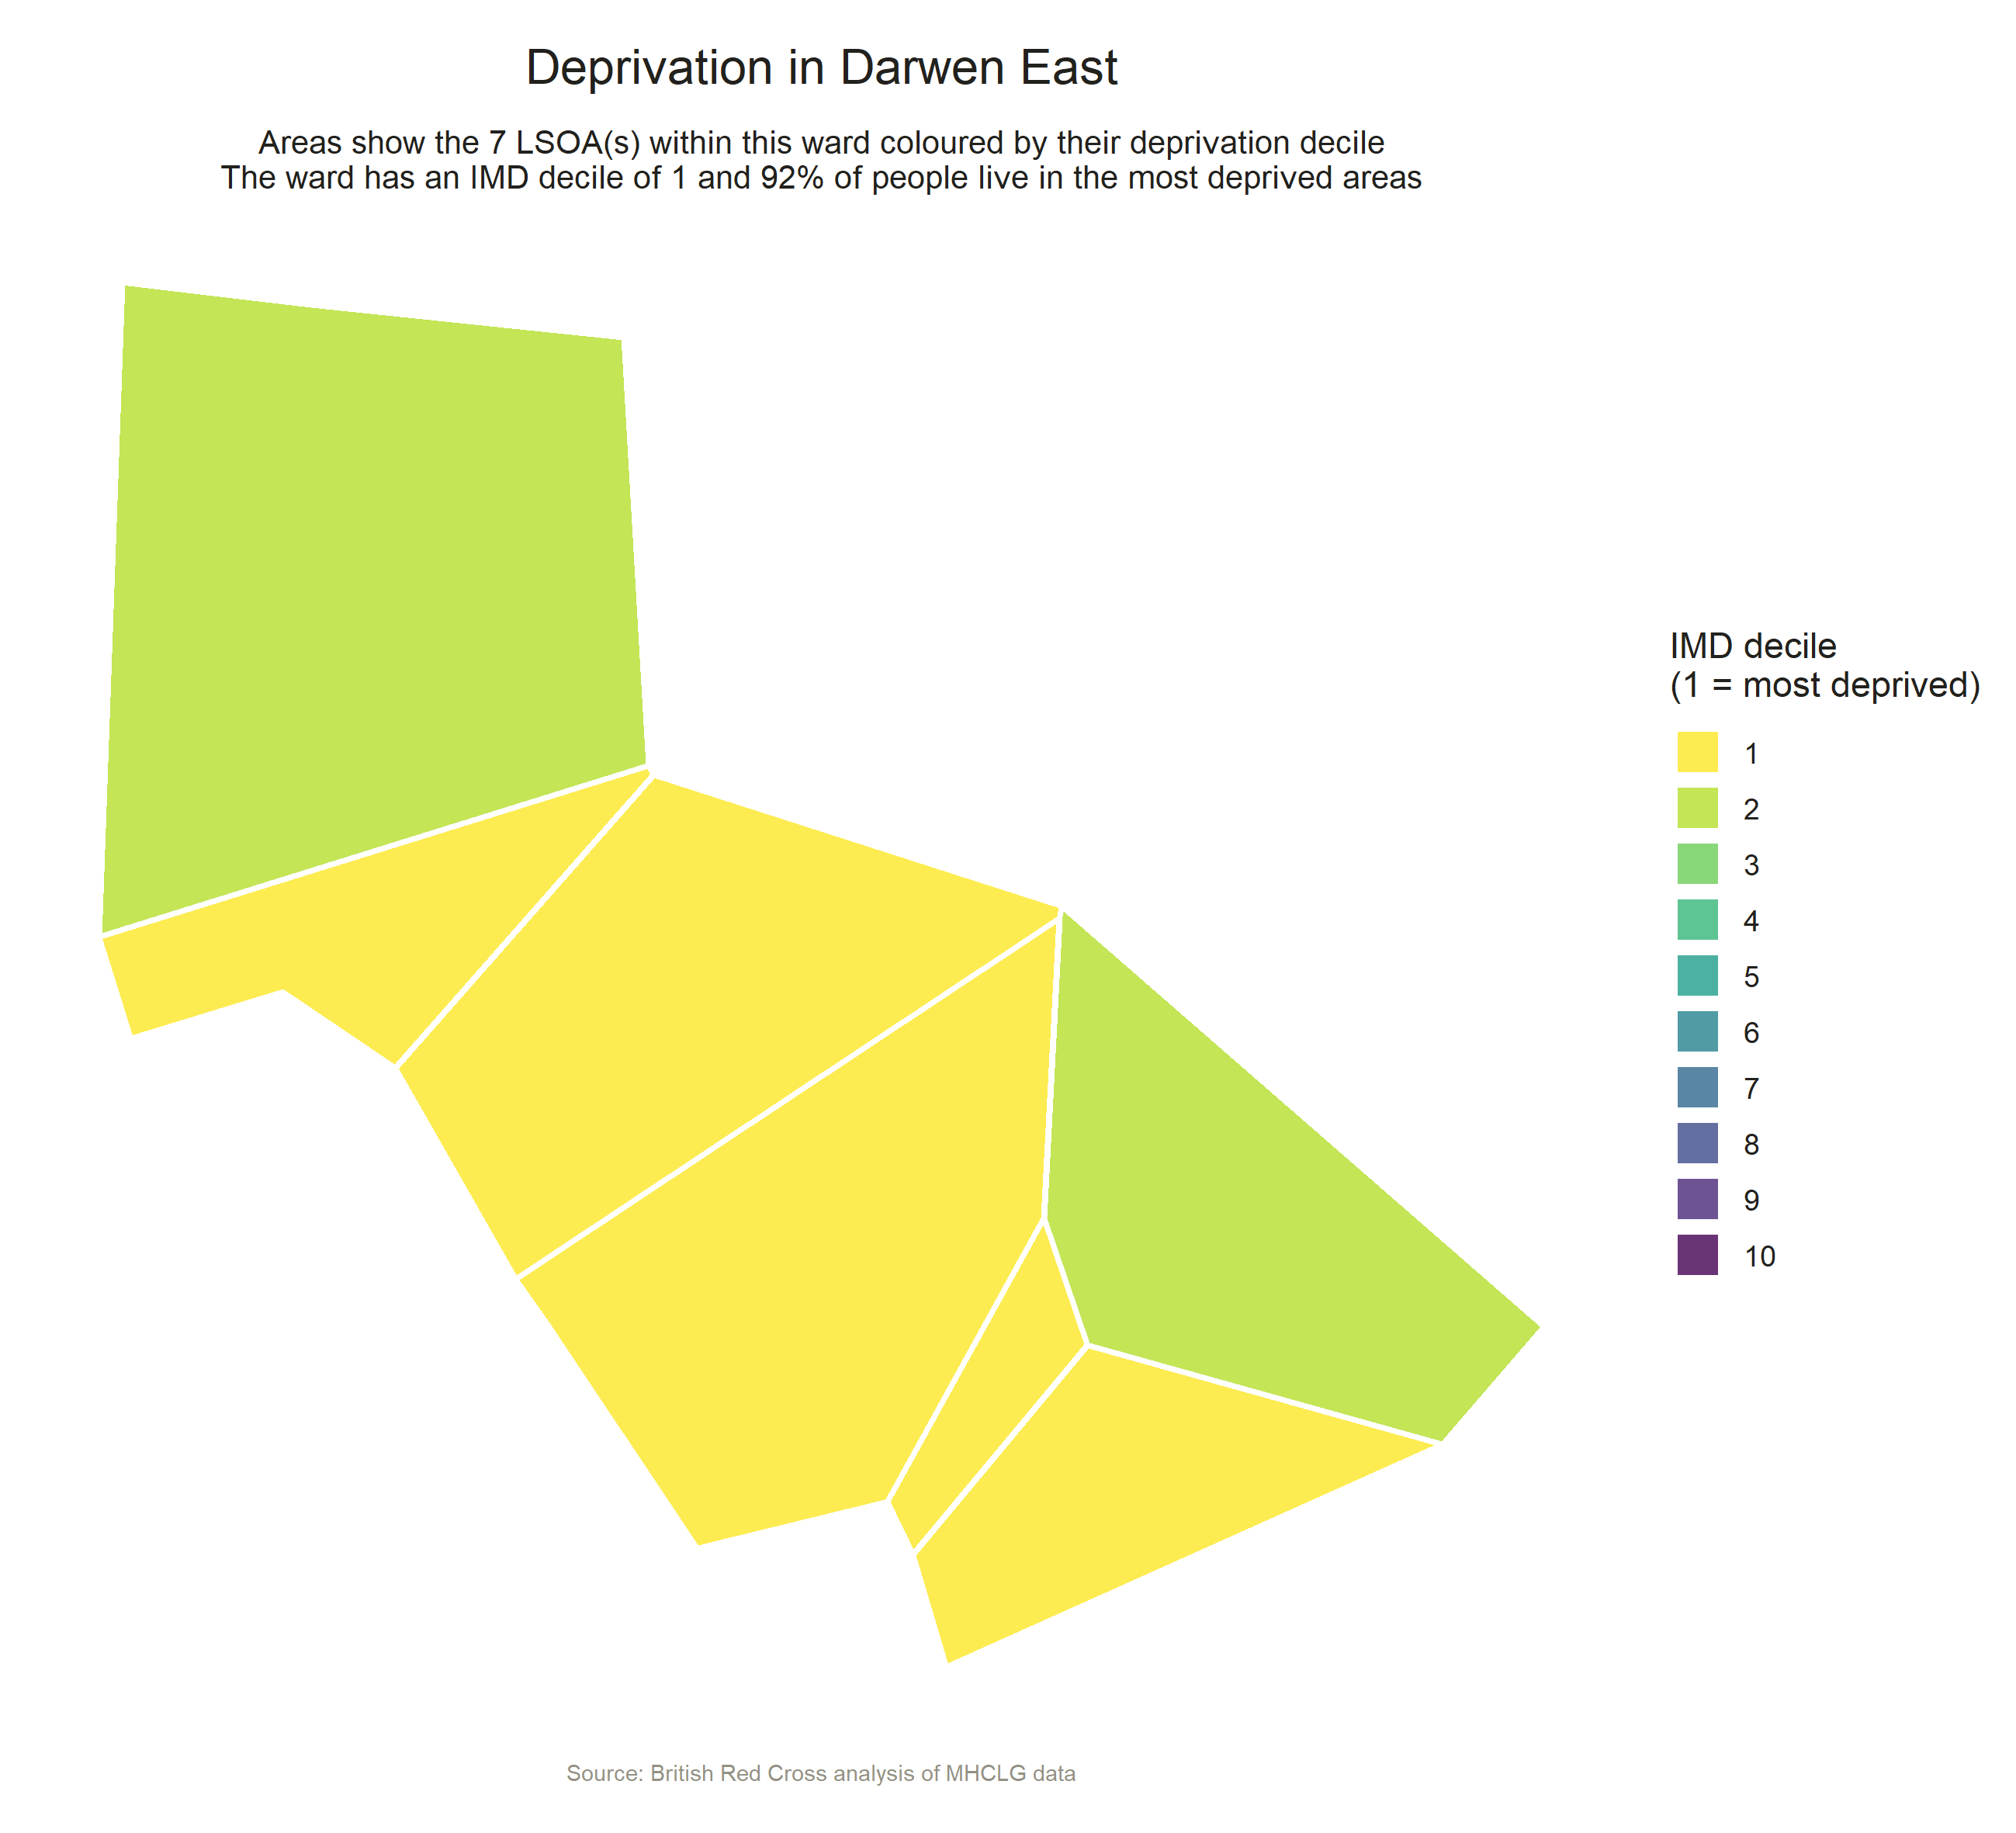 Deprivation in Darwen East
Areas show the 7 LSOA(s) within this ward coloured by their deprivation decile
The ward has an IMD decile of 1 and 92% of people live in the most deprived areas
IMD decile
(1 = most deprived)
1
2
3
4
5
6
7
8
9
10
Source: British Red Cross analysis of MHCLG data